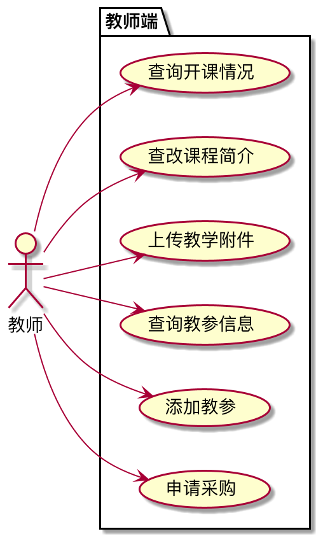 教师端
查询开课情况
查改课程简介
上传教学附件
查询教参信息
教师
添加教参
申请采购